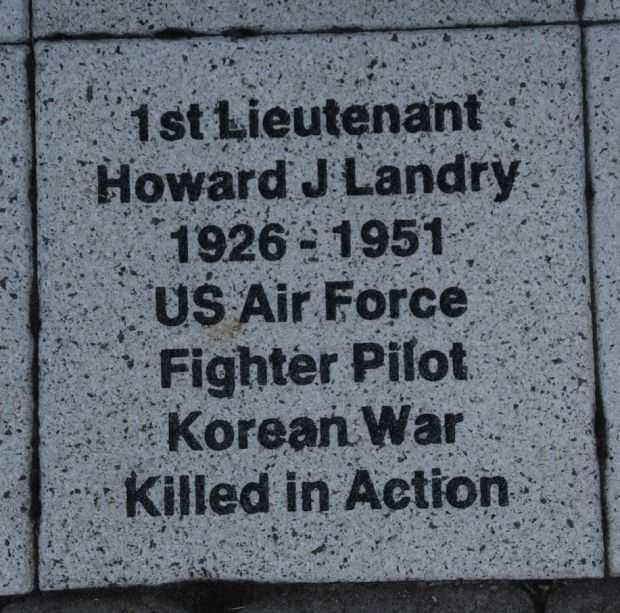 1st Lieutenant
Howard J Landry
1926 - 1951
US Air Force
Fighter Pilot
Korean War
Killed in Action